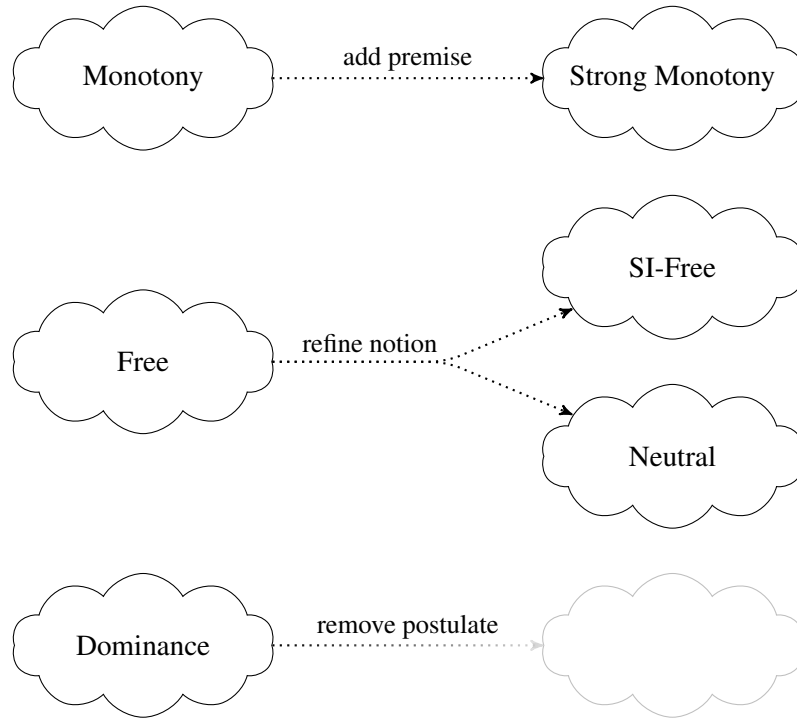 Monotony
add premise
Strong Monotony
SI-Free
Free
refine notion
Neutral
Dominance
remove postulate